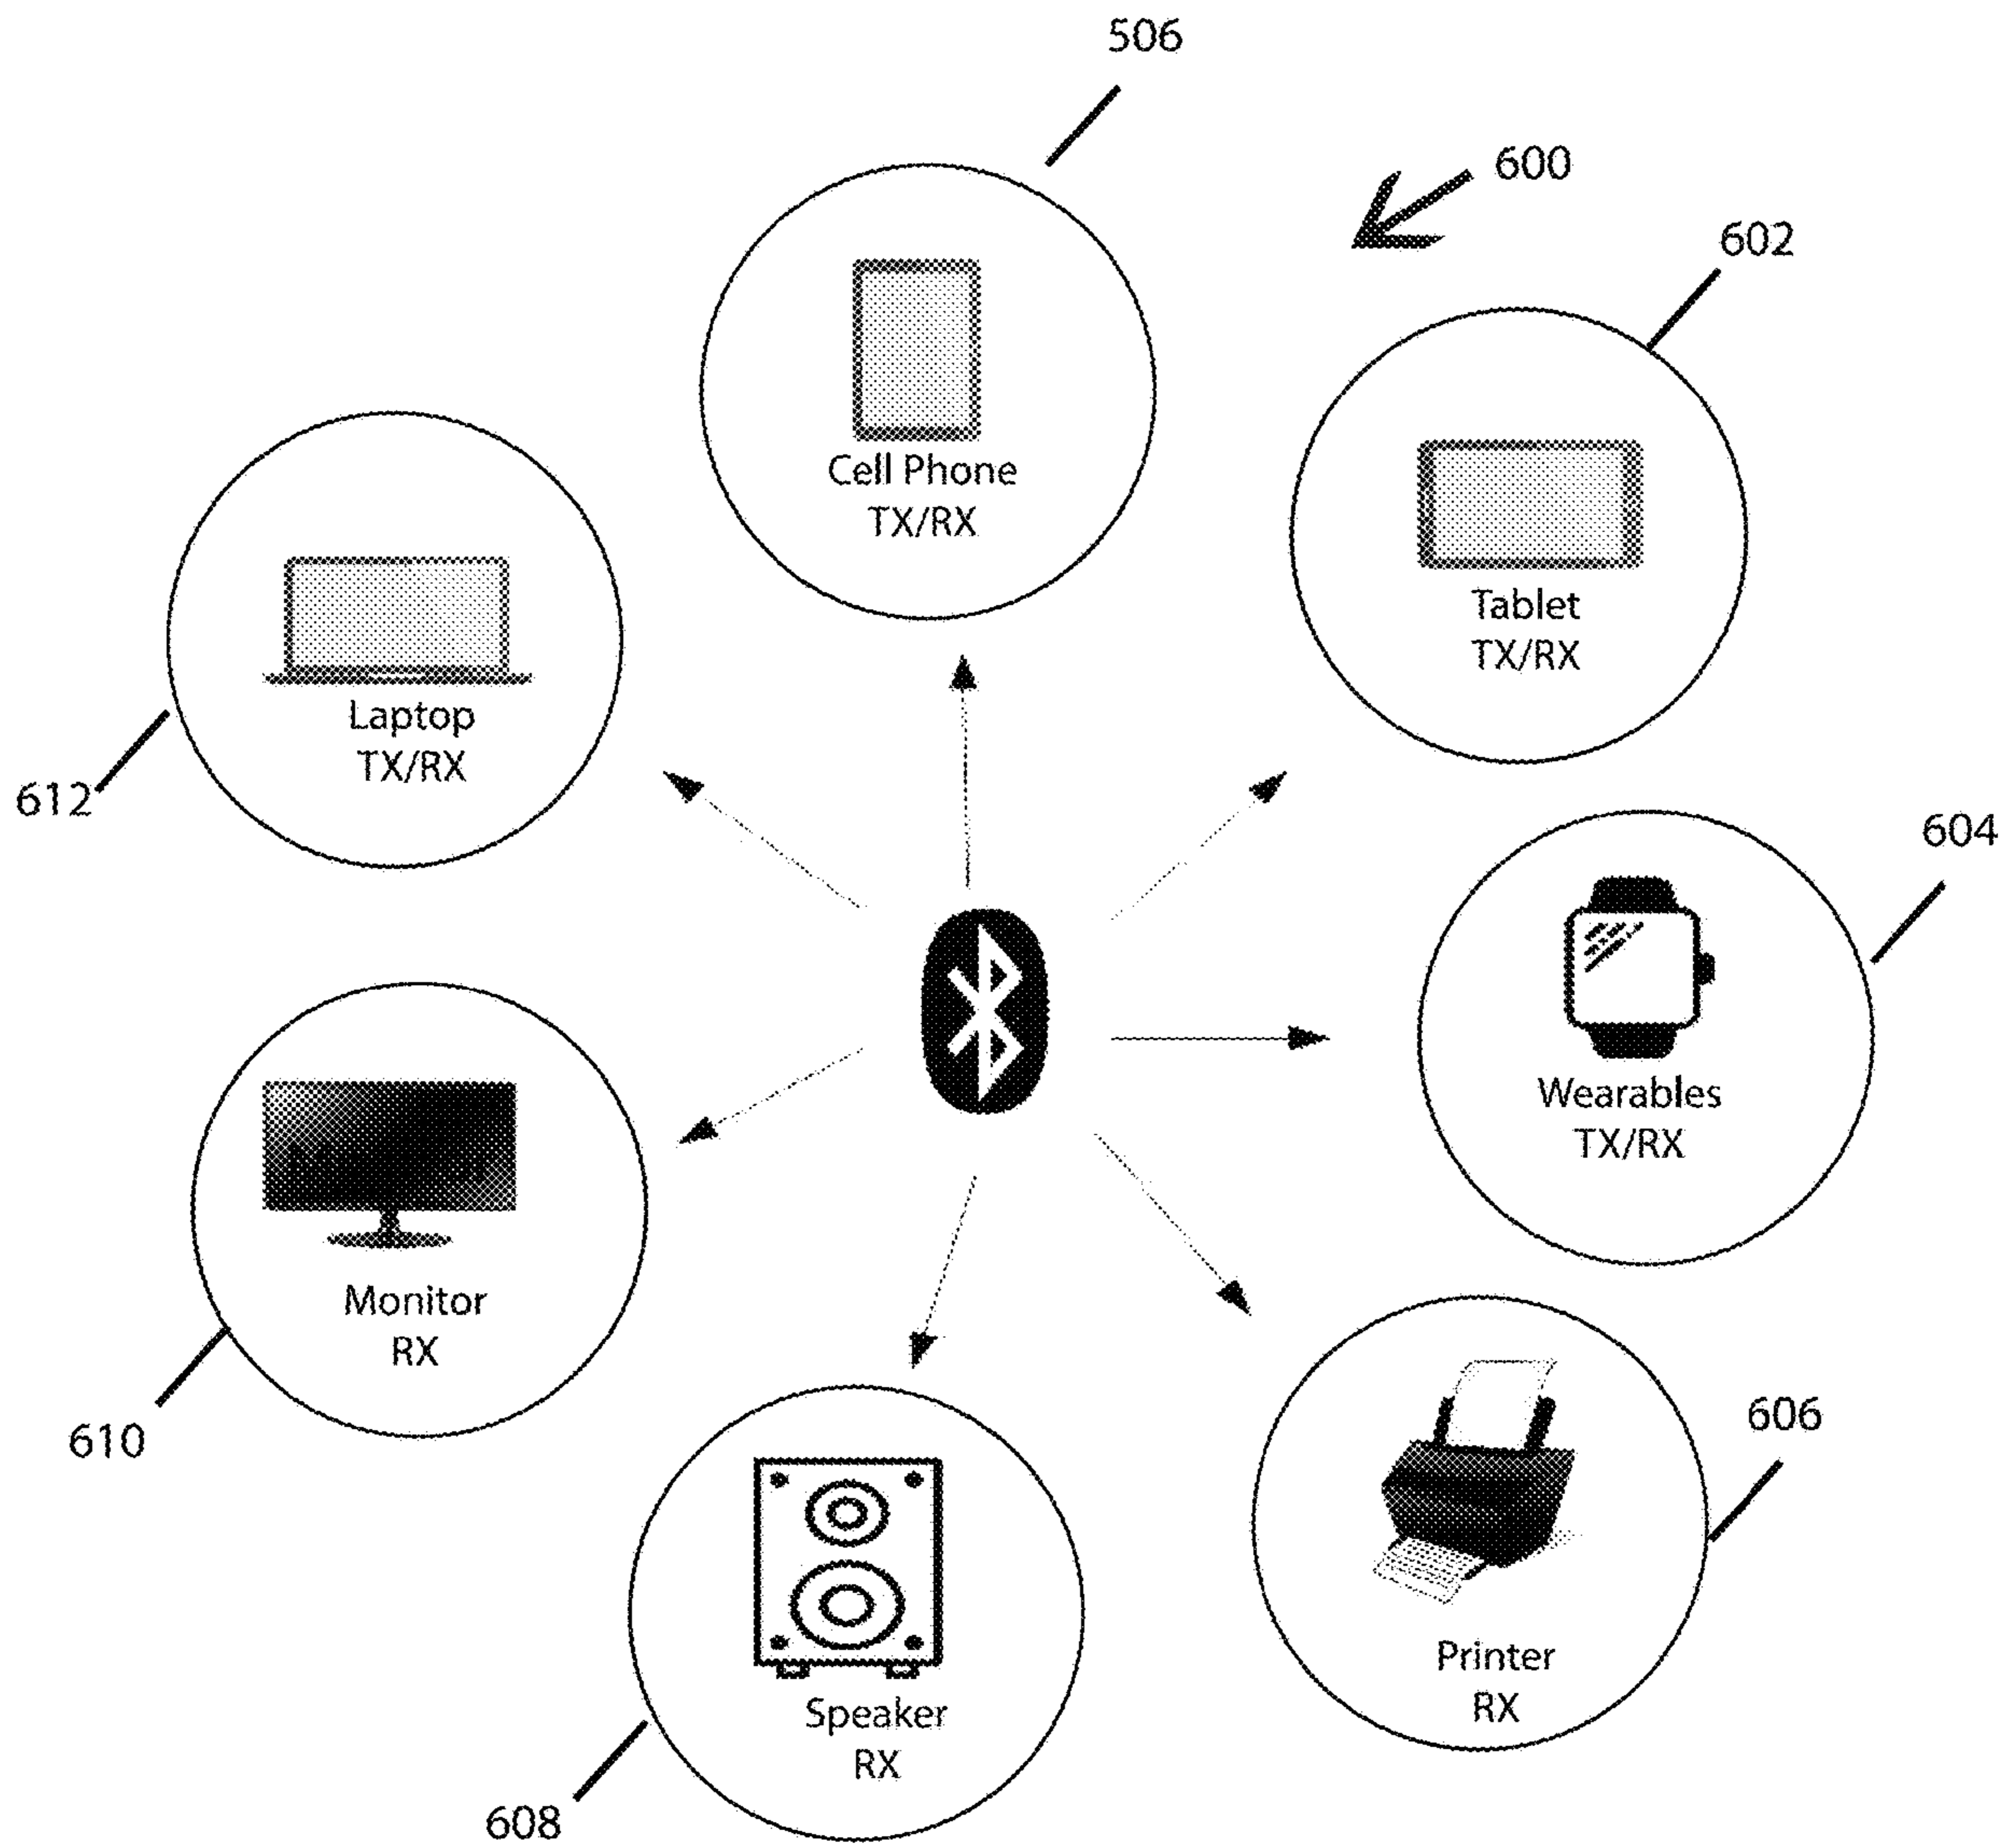 506
600
602
Cell Phone
TX/RX
Tablet
TX/RX
Laptop
TX/RX
612
604
Wearables
TX/RX
Monitor
RX
610
606
Printer
RX
Speaker
RX
608